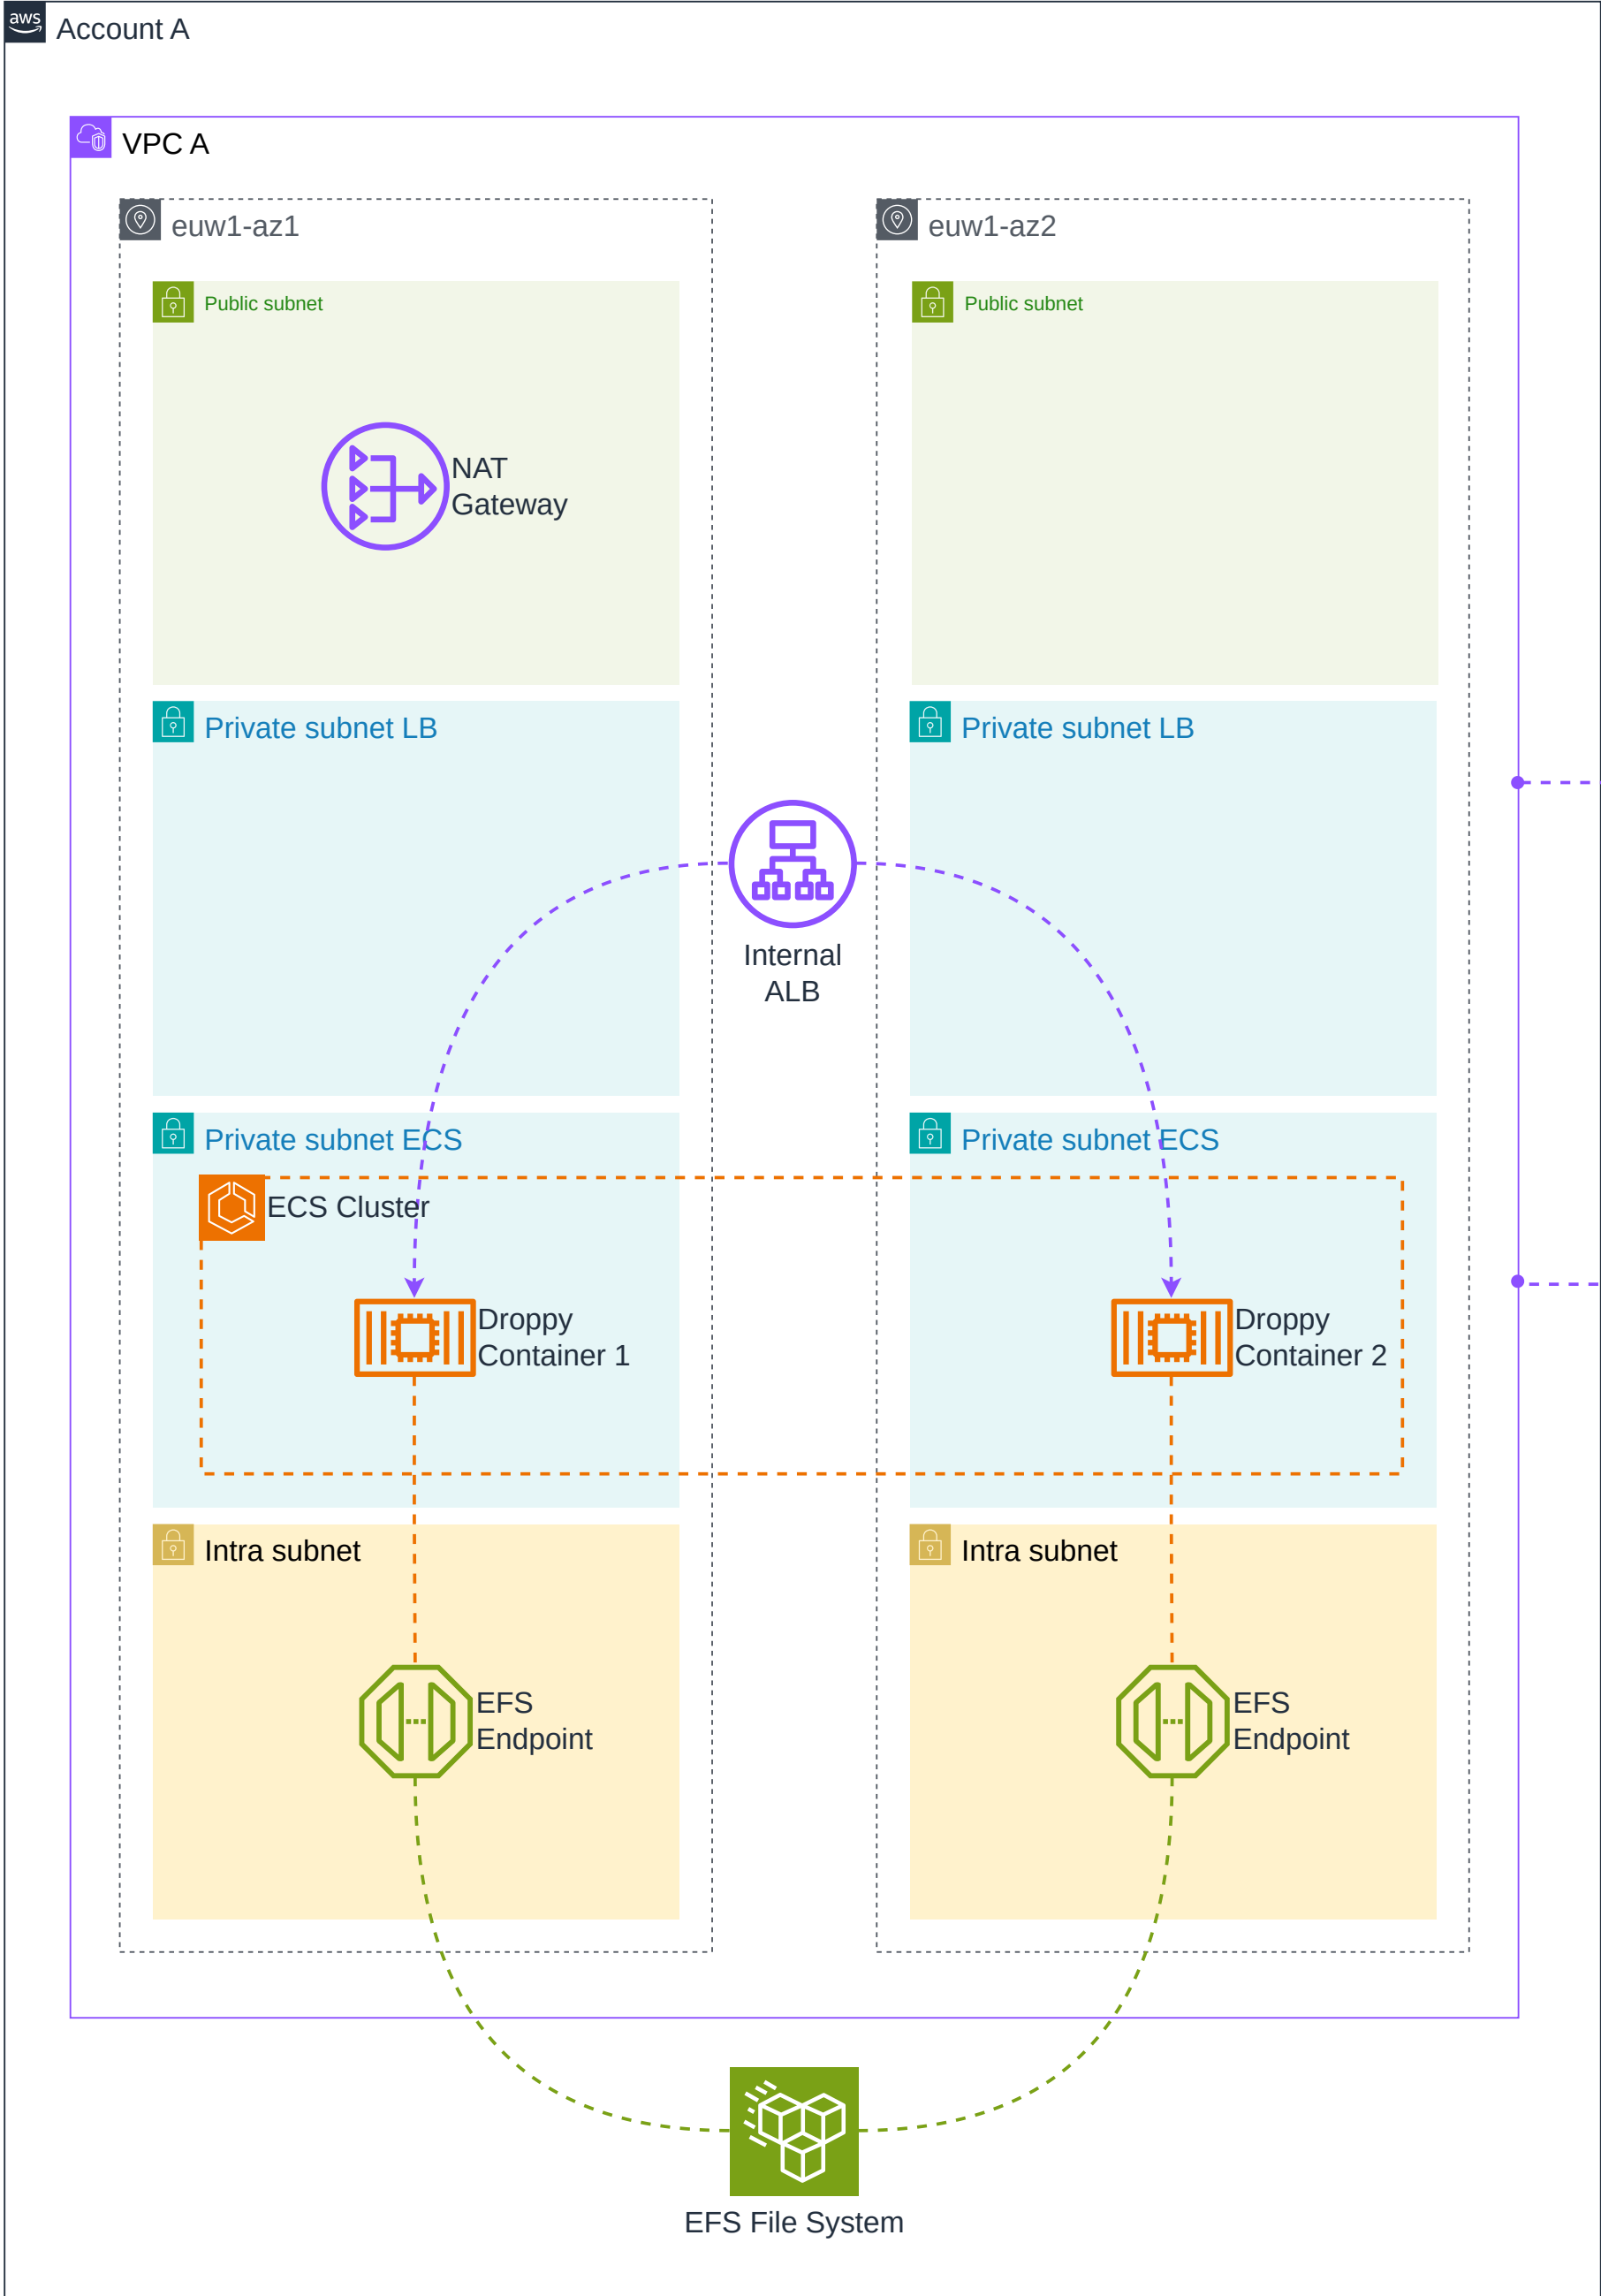 aws
Account A
VPC A
euw1-az1
euw1-az2
Public subnet
Public subnet
NAT
Gateway
Private subnet LB
Private subnet LB
Internal
ALB
Private subnet ECS
Private subnet ECS
ECS Cluster
Droppy
Container 1
Droppy
Container 2
Intra subnet
Intra subnet
EFS
Endpoint
EFS
Endpoint
EFS File System